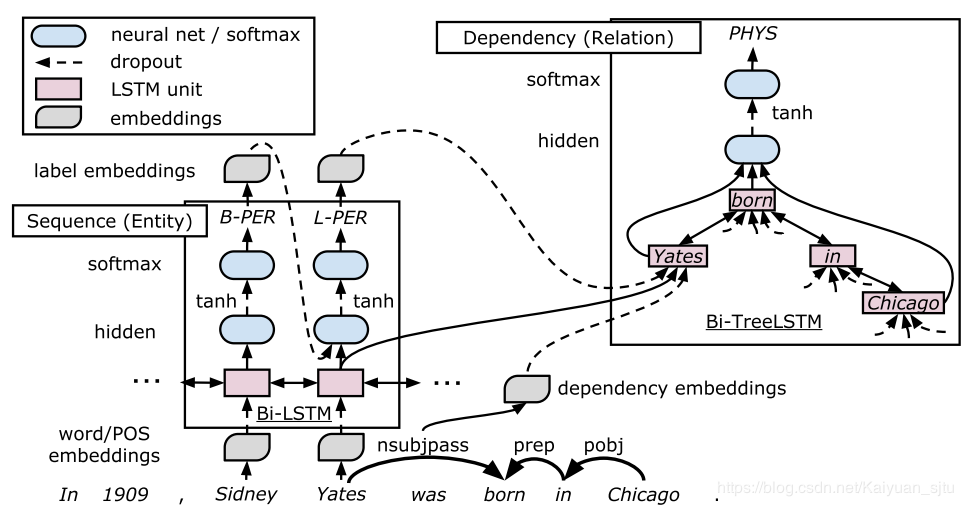 neural net / softmax
dropout
LSTM unit
embeddings
Dependency (Relation)
PHYS
softmax
tanh
hidden
born
Yates
in
Chicago
Bi-TreeLSTM
label embeddings
Sequence (Entity)
B-PER L-PER
softmax
tanh tanh
hidden
... ...
Bi-LSTM
dependency embeddings
word/POS
embeddings
nsubjpass prep pobj
In 1909 , Sidney Yates was born in Chicago .
https://blog.csdn.net/Kaiyuan_sjtu